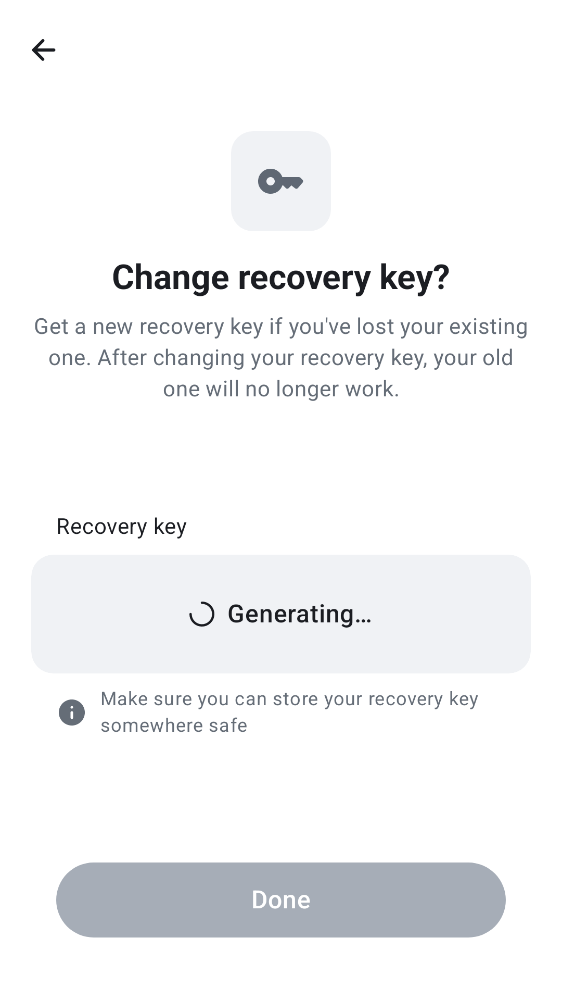 Change recovery key?
Get a new recovery key if you've lost your existing
one. After changing your recovery key, your old
one will no longer work.
Recovery key
Generating…
Make sure you can store your recovery key
somewhere safe
Done